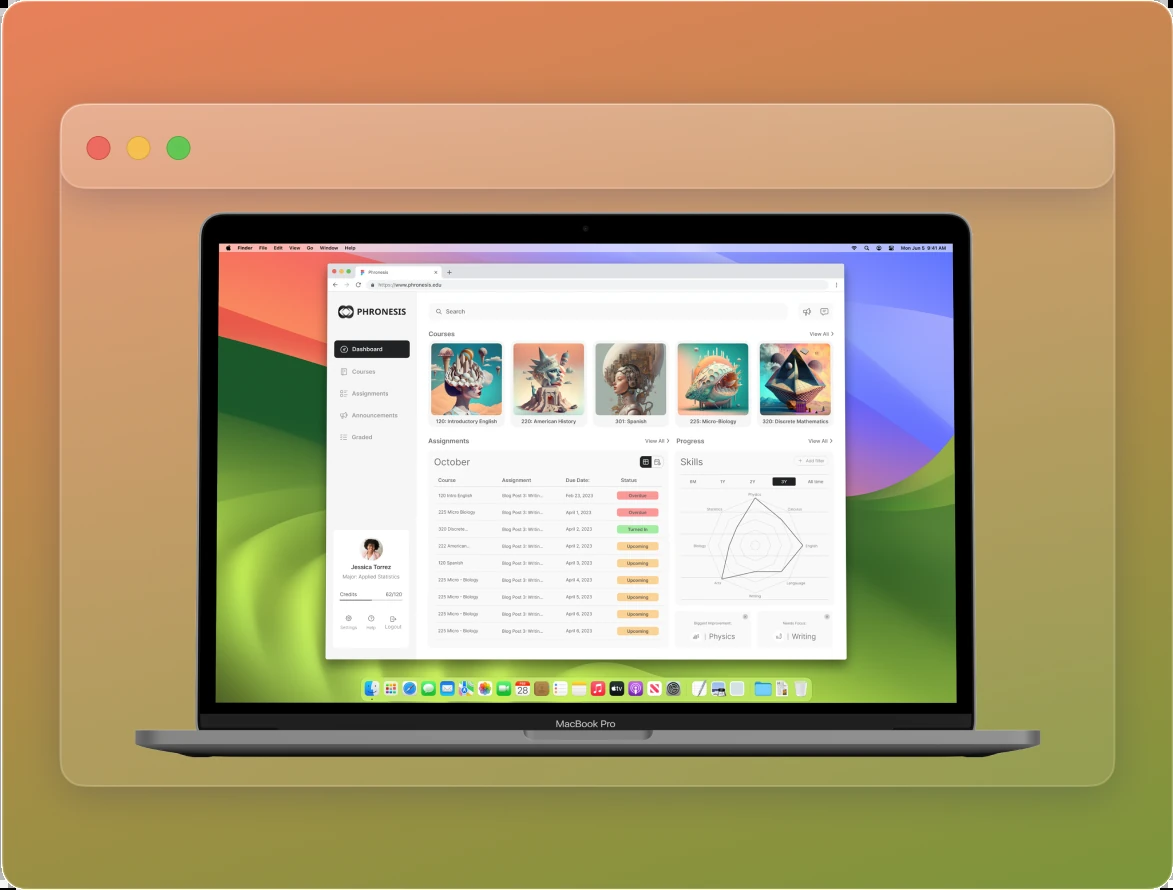 Finder File Edit View Go Window Help
Mon Jun 5 9:41 AM
Phronesis
https://www.phronesis.edu
PHRONESIS
Search
Dashboard
Courses
Assignments
Announcements
Graded
Courses
View All
120: Introductory English
220: American History
301: Spanish
225: Micro-Biology
320: Discrete Mathematics
Assignments
View All
October
Course Assignment Due Date: Status
120 Intro English Blog Post 3: Writin... Feb 23, 2023 Overdue
225 Micro Biology Blog Post 3: Writin... April 1, 2023 Overdue
320 Discrete... Blog Post 3: Writin... April 2, 2023 Turned In
222 American... Blog Post 3: Writin... April 2, 2023 Upcoming
120 Spanish Blog Post 3: Writin... April 3, 2023 Upcoming
225 Micro - Biology Blog Post 3: Writin... April 4, 2023 Upcoming
225 Micro - Biology Blog Post 3: Writin... April 5, 2023 Upcoming
225 Micro - Biology Blog Post 3: Writin... April 8, 2023 Upcoming
225 Micro - Biology Blog Post 3: Writin... Upcoming
Progress
View All
Skills
+ Add filter
6M 1Y 2Y 3Y All time
Physics
English
Language
Writing
Arts
Biology
Biggest Improvement:
Physics
Needs Focus:
Writing
Jessica Torrez
Major: Applied Statistics
Credits 62/120
Settings Help Logout
28
tv
MacBook Pro